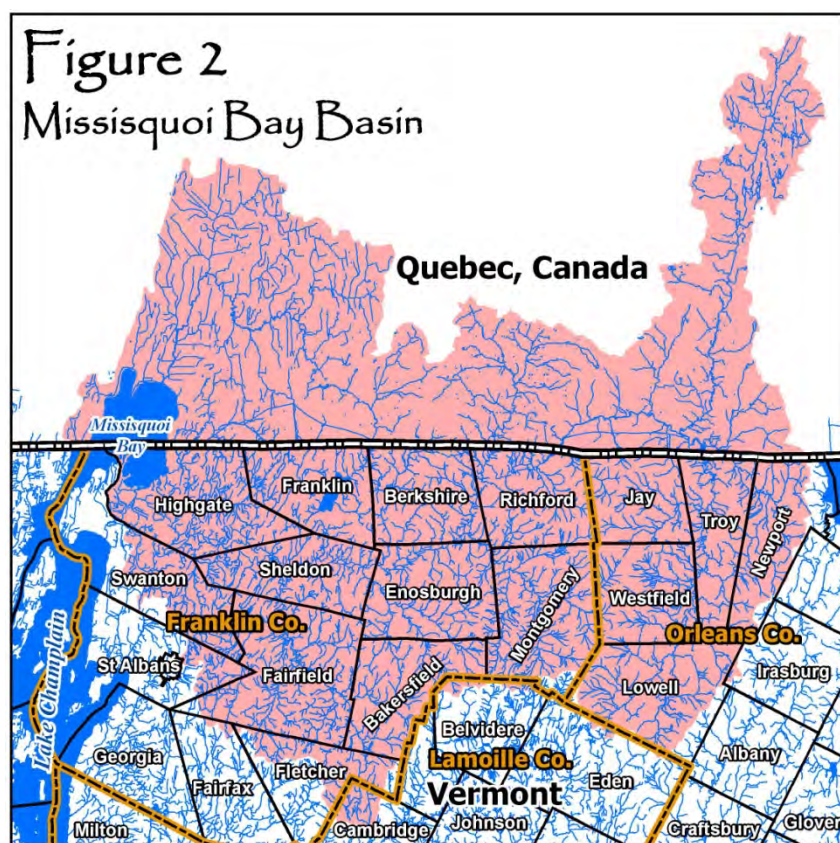 Figure 2
Missisquoi Bay Basin
Quebec, Canada
Missisquoi
Bay
Highgate
Franklin
Berkshire
Richford
Jay
Troy
Newport
Swanton
Sheldon
Enosburgh
Montgomery
Westfield
Franklin Co.
Orleans Co.
St Albans
Fairfield
Bakersfield
Lowell
Irasburg
Lake Champlain
Georgia
Fairfax
Fletcher
Belvidere
Lamoille Co.
Eden
Albany
Vermont
Milton
Cambridge
Johnson
Craftsbury
Glover